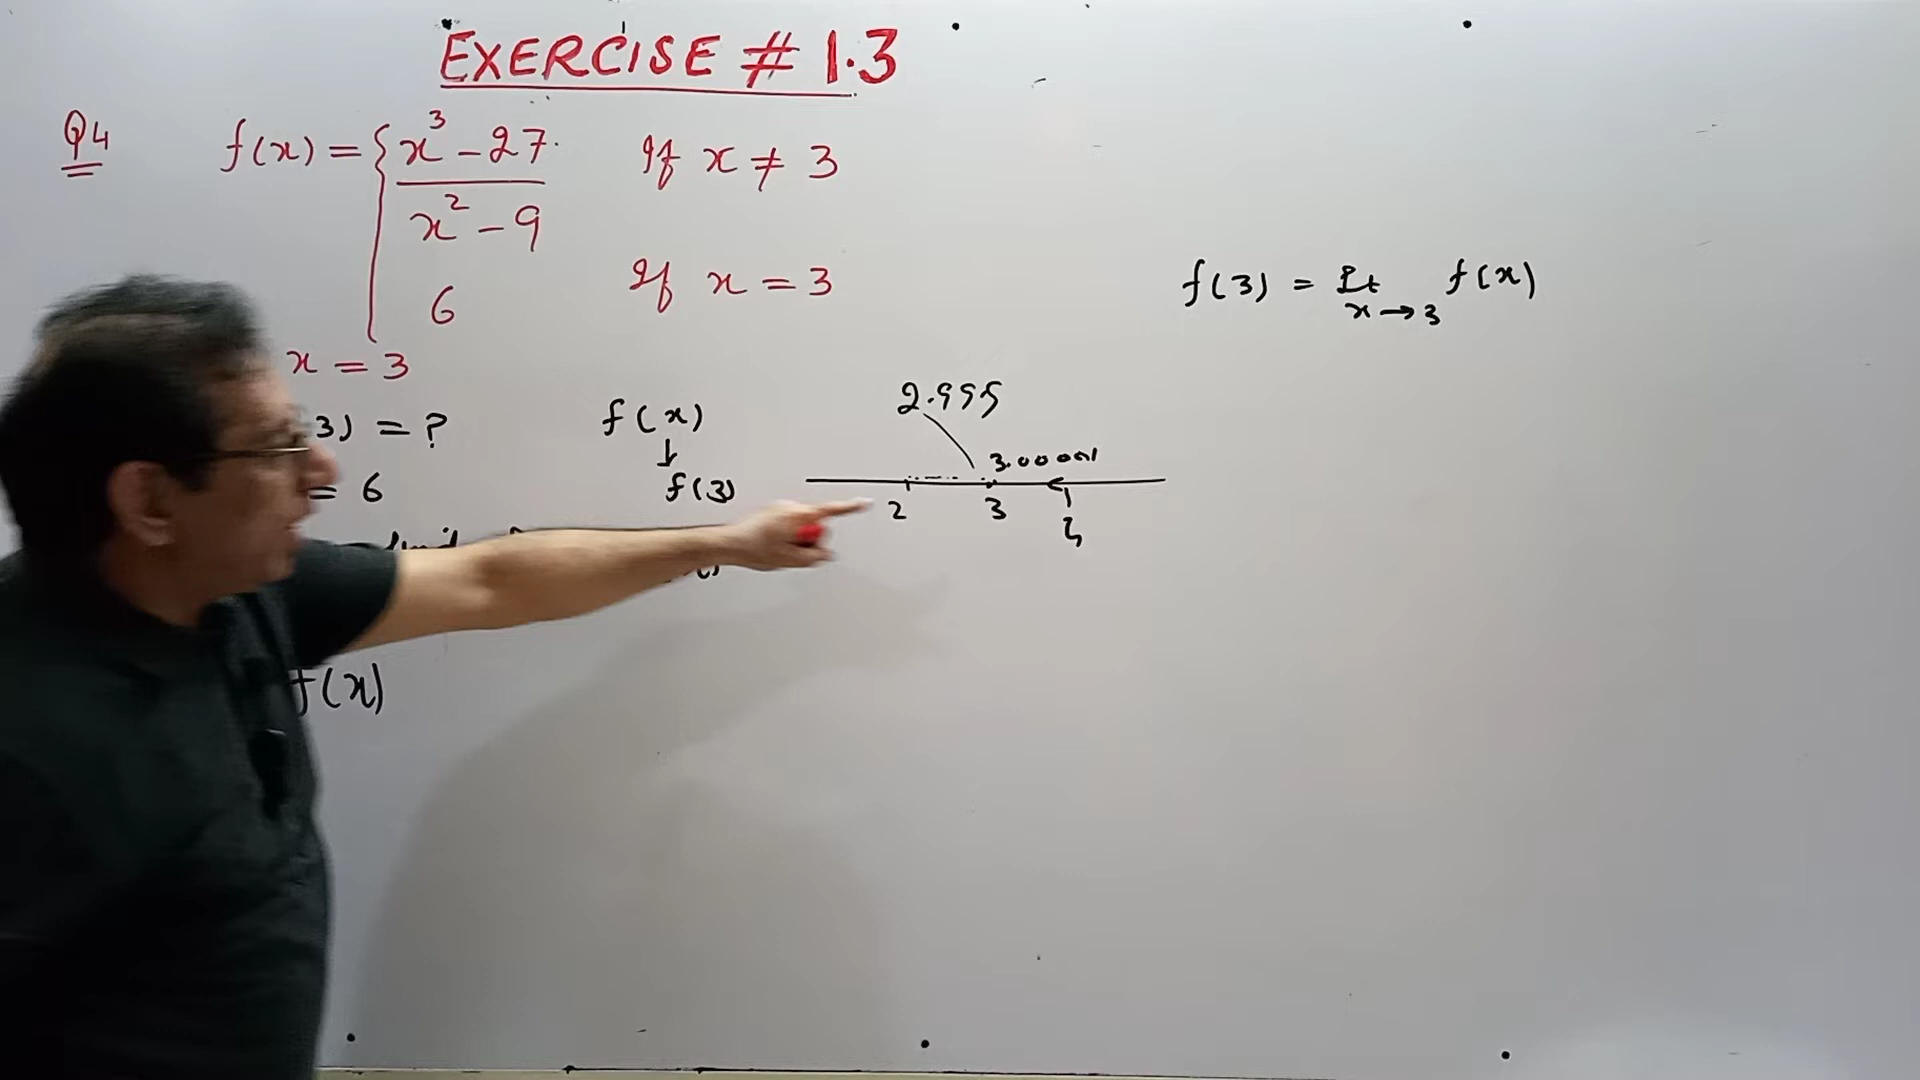 EXERCISE # 1.3
Q4 f(x) = { x³ - 27 If x ≠ 3
x² - 9
6 If x = 3
x = 3
3) = ?
= 6
f(x)
f(x)
↓
f(3)
2.999
3.00001
2 3
f(3) = Lt f(x)
x → 3